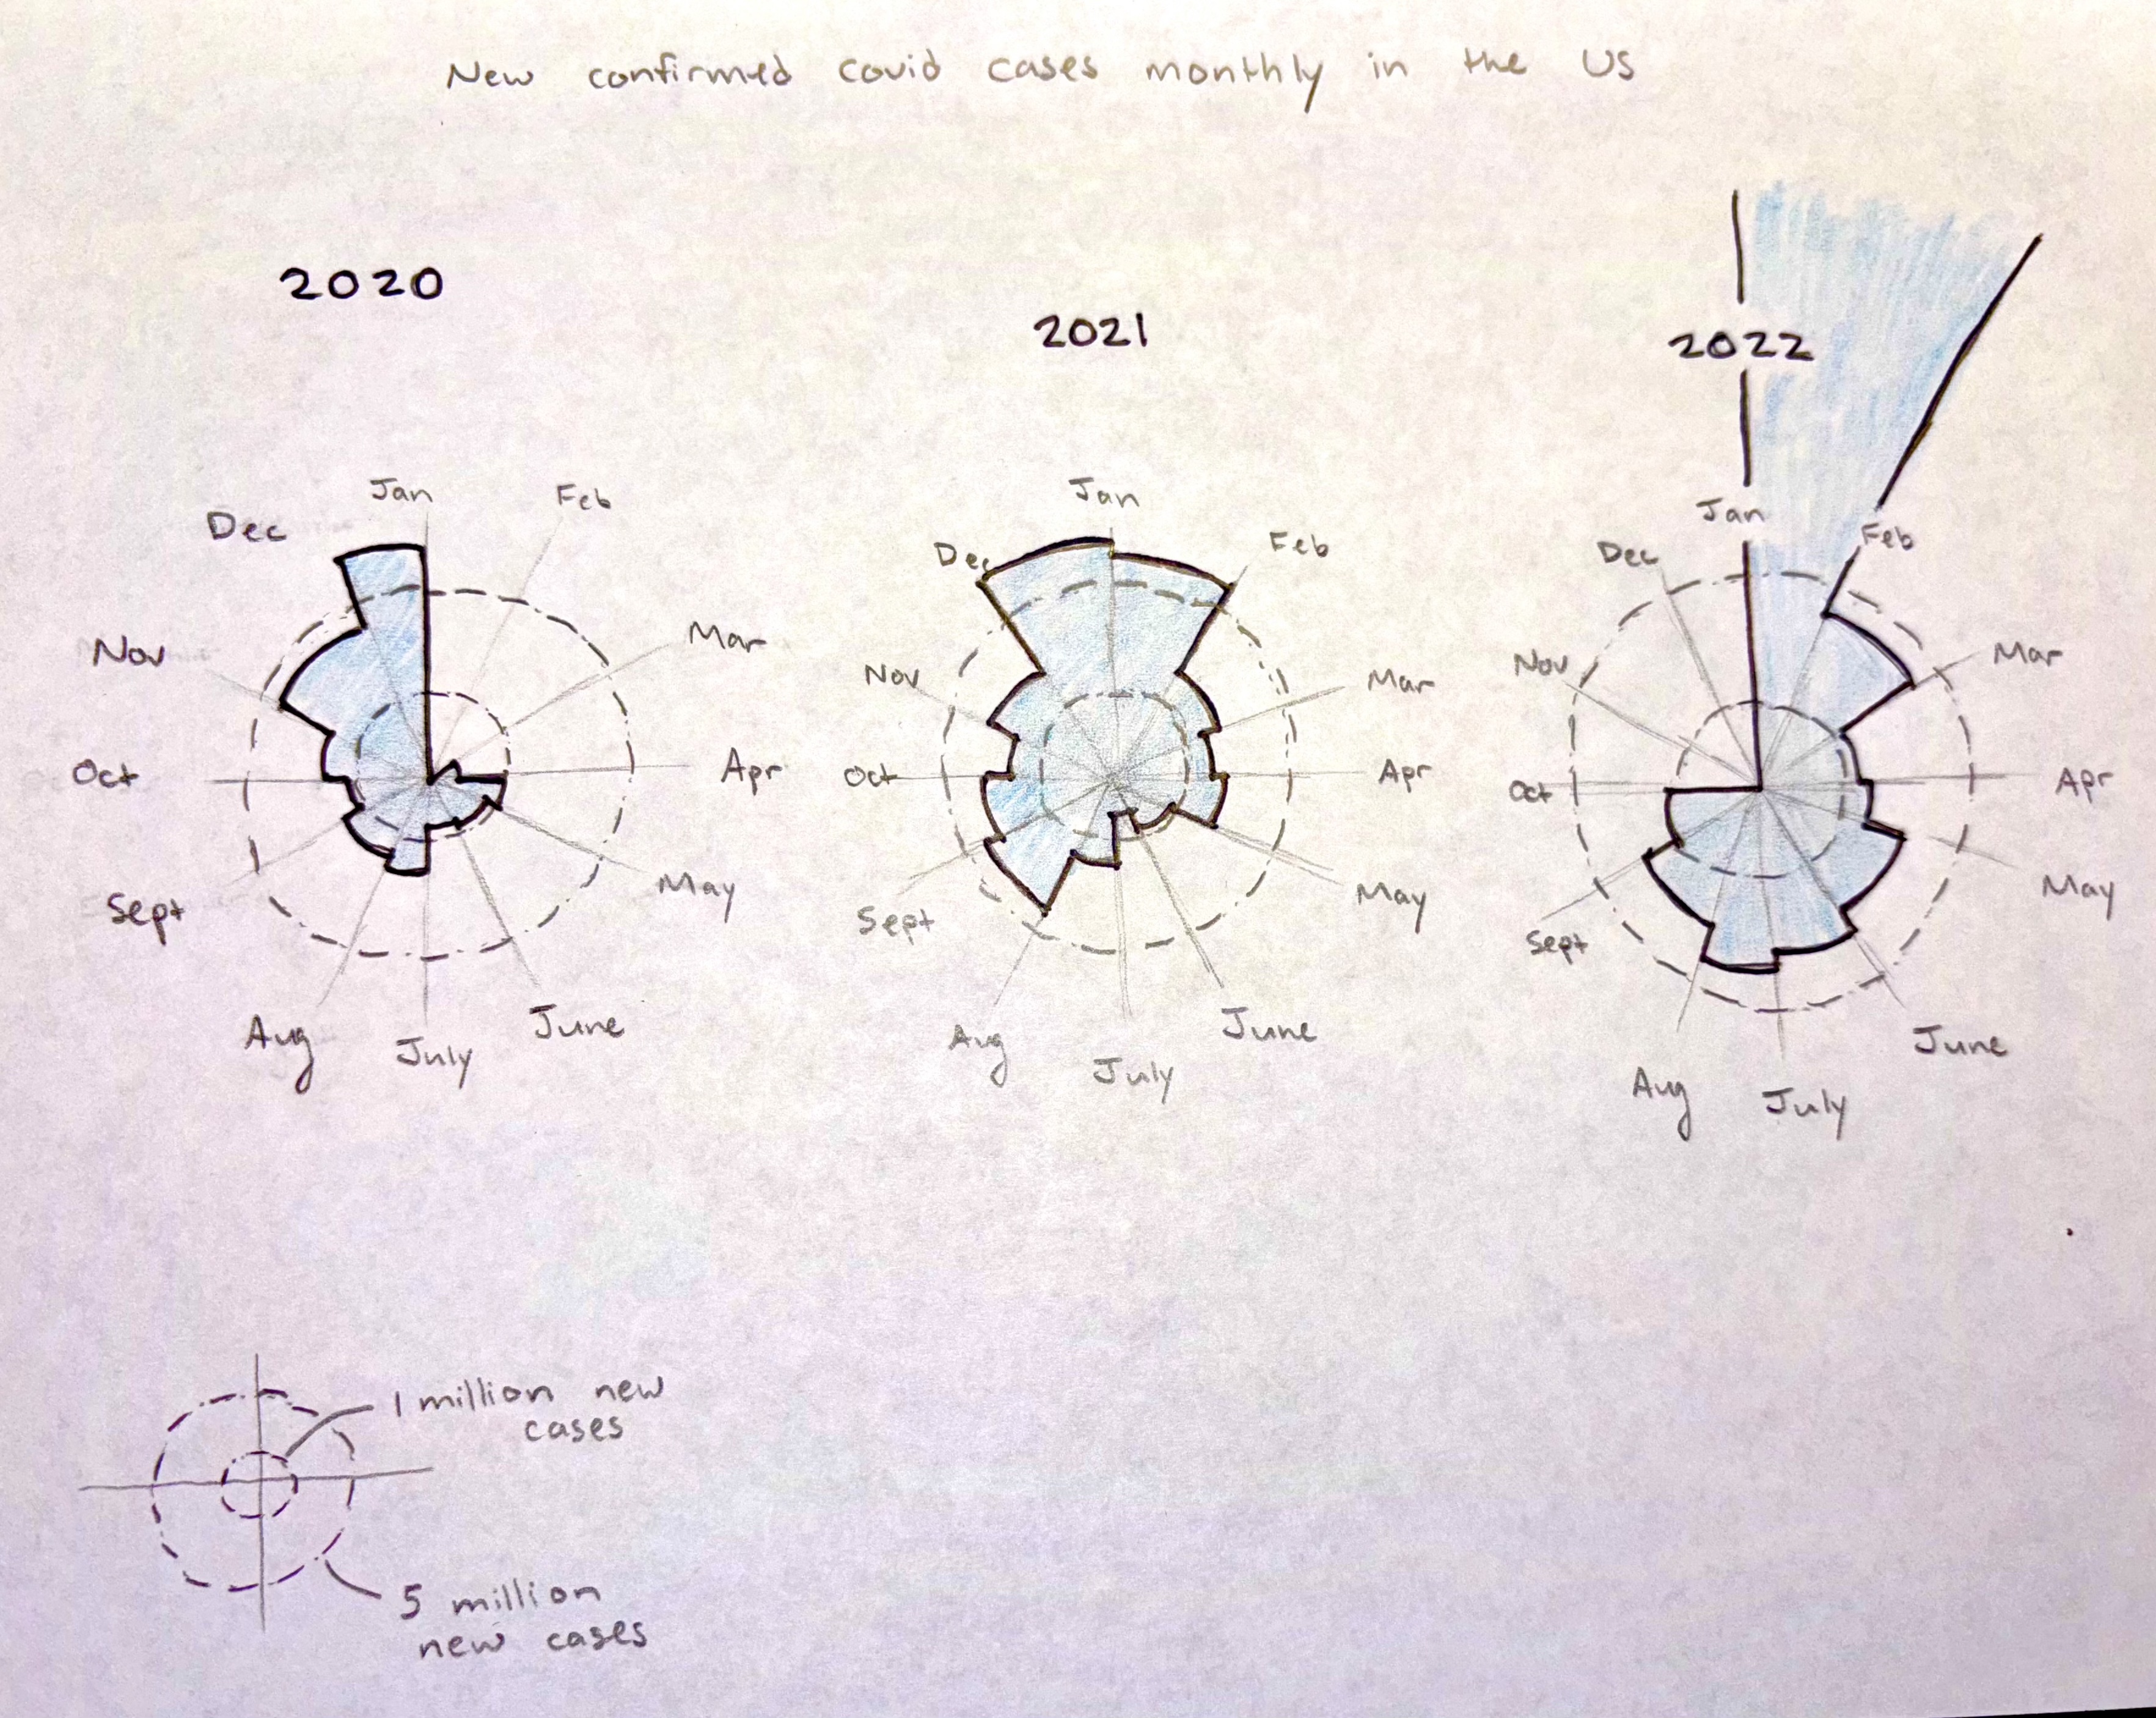 New confirmed covid cases monthly in the US
2020
Jan
Feb
Mar
Apr
May
June
July
Aug
Sept
Oct
Nov
Dec
2021
Jan
Feb
Mar
Apr
May
June
July
Aug
Sept
Oct
Nov
Dec
2022
Jan
Feb
Mar
Apr
May
June
July
Aug
Sept
Oct
Nov
Dec
1 million new
cases
5 million
new cases